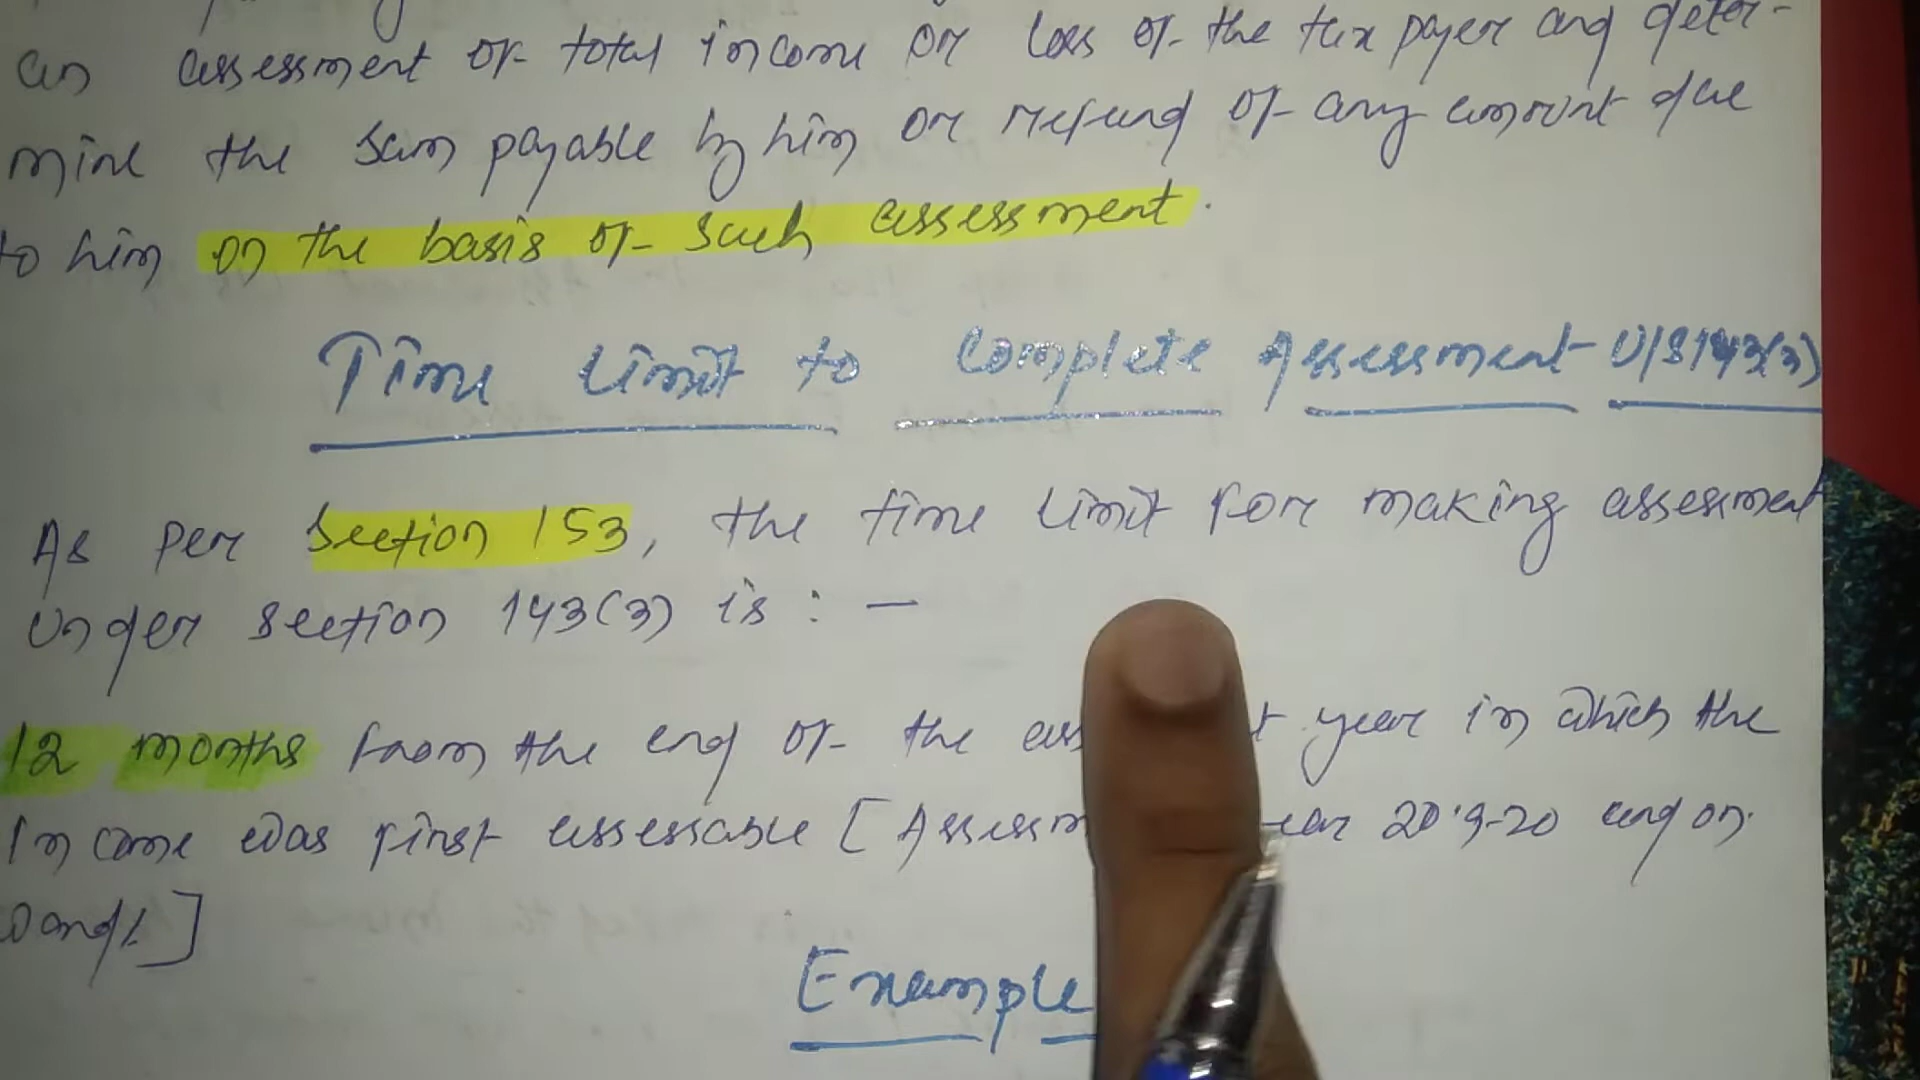 an assessment of total income or loss of the tax payer and deter-
mine the sum payable by him or refund of any amount due
to him on the basis of such assessment.
Time Limit to Complete Assessment U/S 143(3)
As per Section 153, the time limit for making assessment
under section 143(3) is : —
12 months from the end of the year in which the
Income was first assessable [ 2019-20 and on
wards]
Example